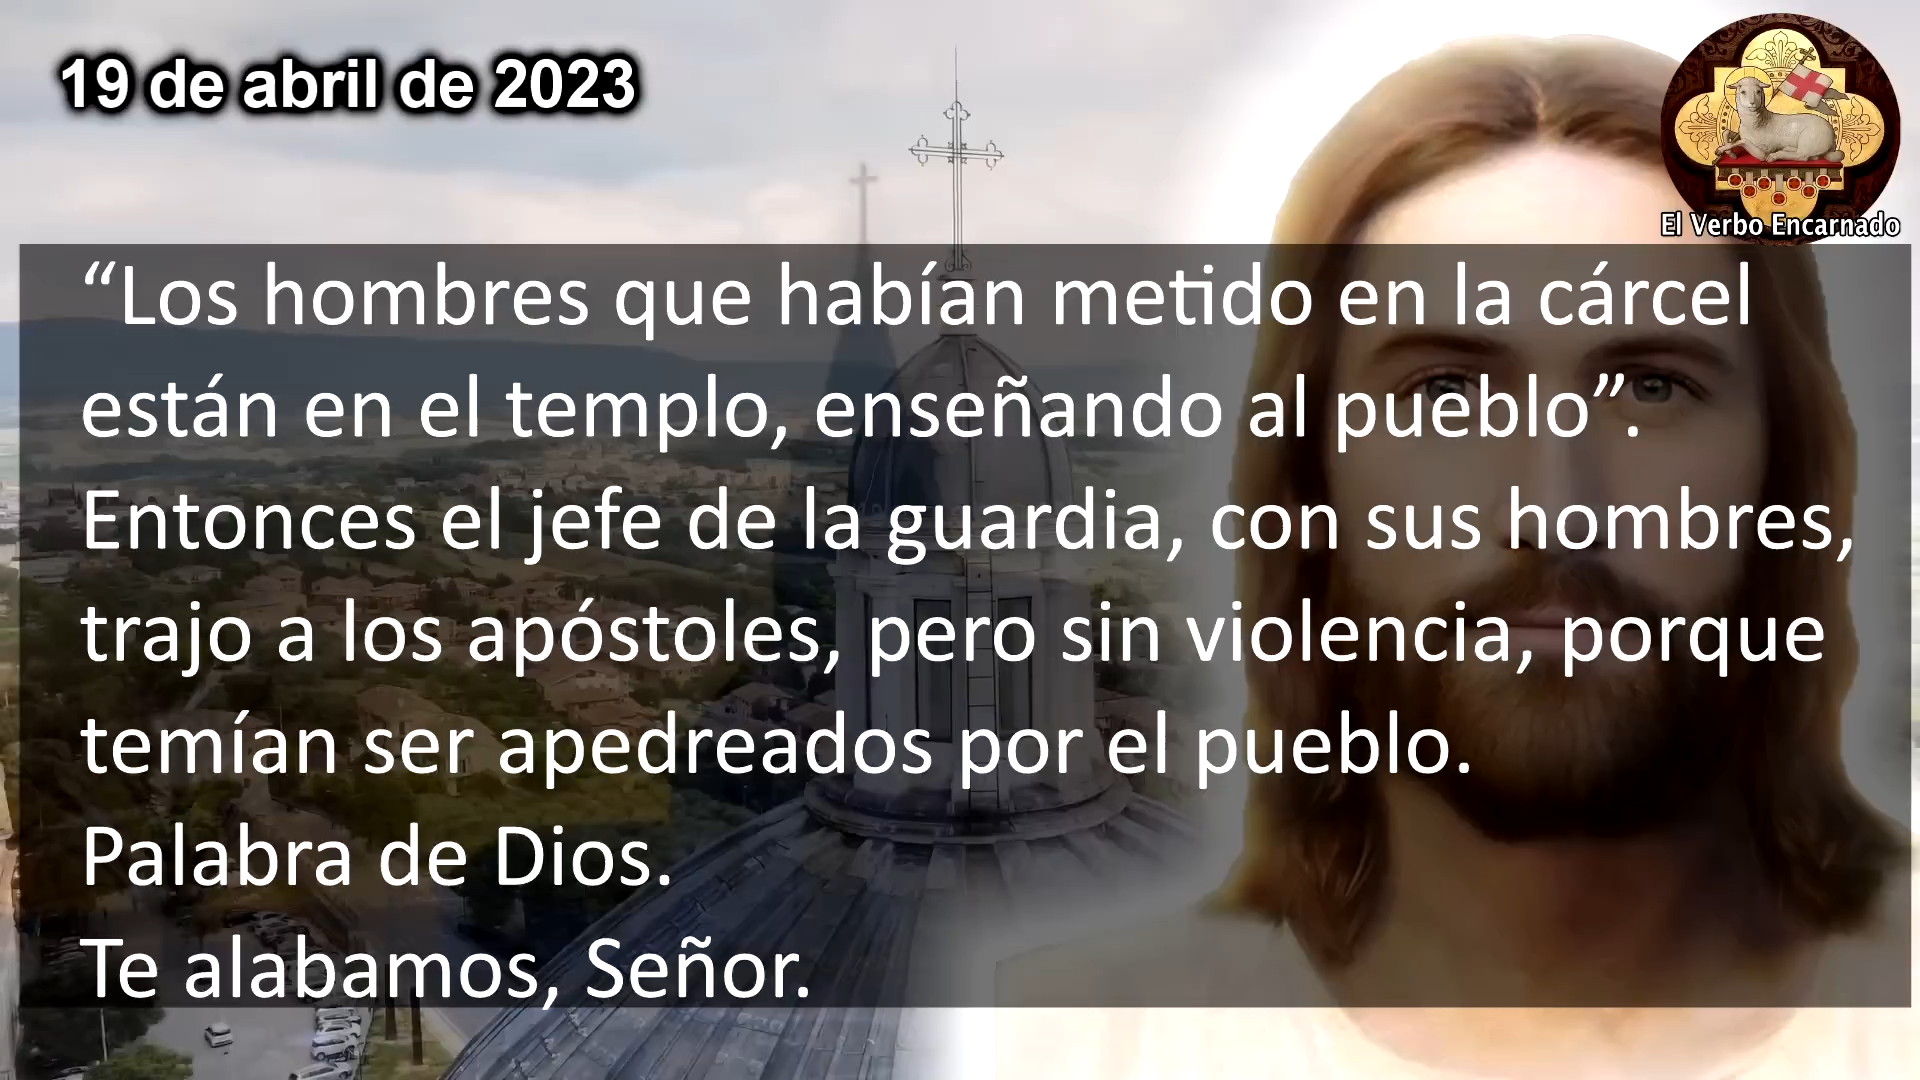 19 de abril de 2023
El Verbo Encarnado
“Los hombres que habían metido en la cárcel
están en el templo, enseñando al pueblo”.
Entonces el jefe de la guardia, con sus hombres,
trajo a los apóstoles, pero sin violencia, porque
temían ser apedreados por el pueblo.
Palabra de Dios.
Te alabamos, Señor.